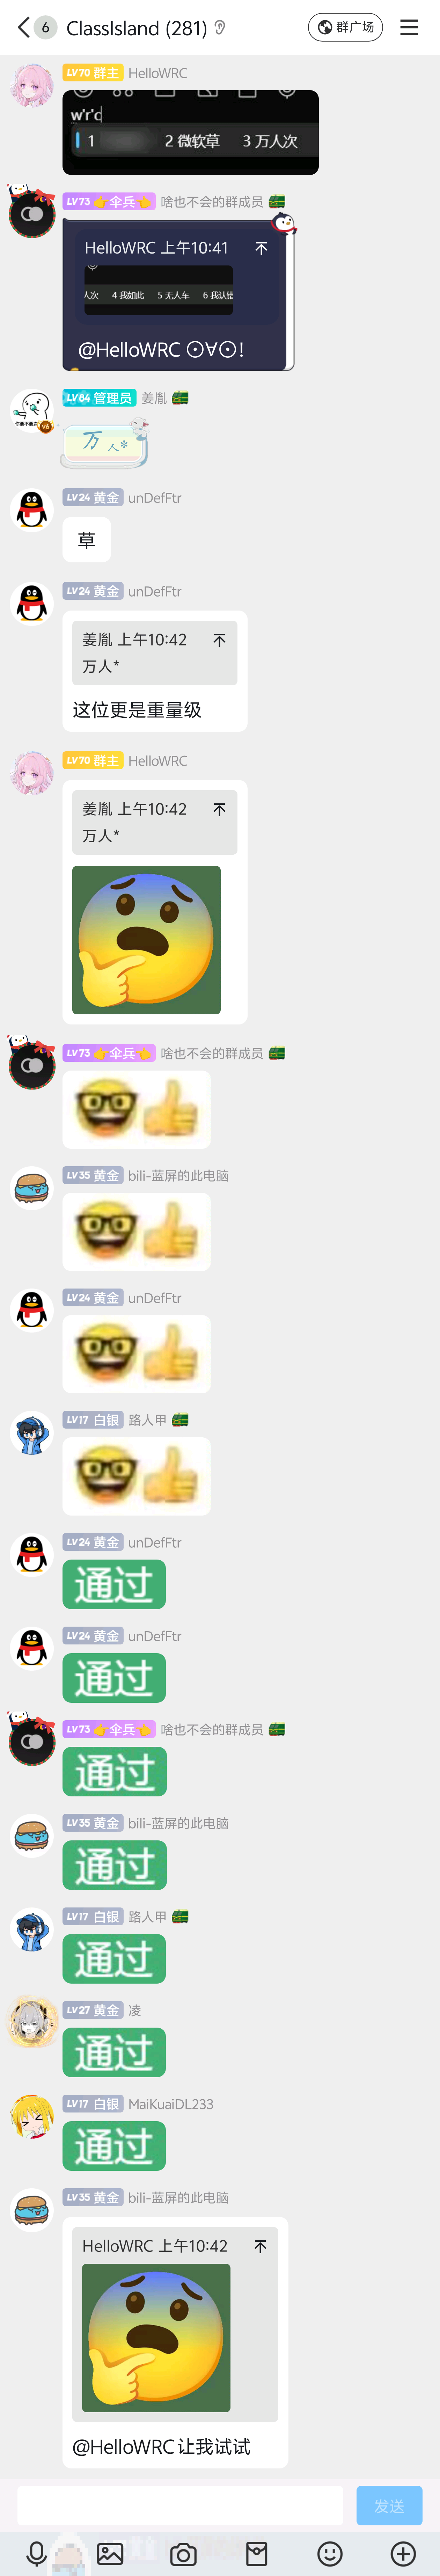 6 ClassIsland (281) 群广场
LV70 群主 HelloWRC
w'r'c
1 2 微软草 3 万人次
LV73 👉伞兵👈 啥也不会的群成员
HelloWRC 上午10:41
人次 4 我如此 5 无人车 6 我认错
@HelloWRC ⊙∀⊙!
LV64 管理员 姜胤
万人*
LV24 黄金 unDefFtr
草
LV24 黄金 unDefFtr
姜胤 上午10:42
万人*
这位更是重量级
LV70 群主 HelloWRC
姜胤 上午10:42
万人*
LV73 👉伞兵👈 啥也不会的群成员
LV35 黄金 bili-蓝屏的此电脑
LV24 黄金 unDefFtr
LV17 白银 路人甲
LV24 黄金 unDefFtr
通过
LV24 黄金 unDefFtr
通过
LV73 👉伞兵👈 啥也不会的群成员
通过
LV35 黄金 bili-蓝屏的此电脑
通过
LV17 白银 路人甲
通过
LV27 黄金 凌
通过
LV17 白银 MaiKuaiDL233
通过
LV35 黄金 bili-蓝屏的此电脑
HelloWRC 上午10:42
@HelloWRC 让我试试
发送